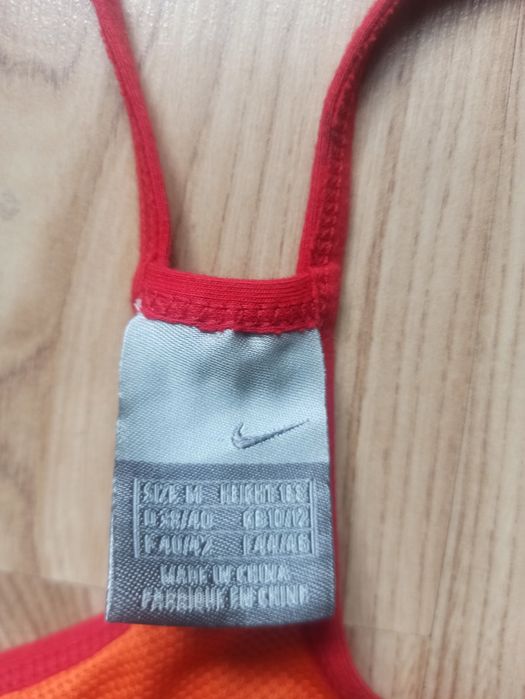 SIZE M HEIGHT 168
D 38/40 GB 10/12
F 40/42 I 44/46
MADE IN CHINA
FABRIQUE EN CHINE